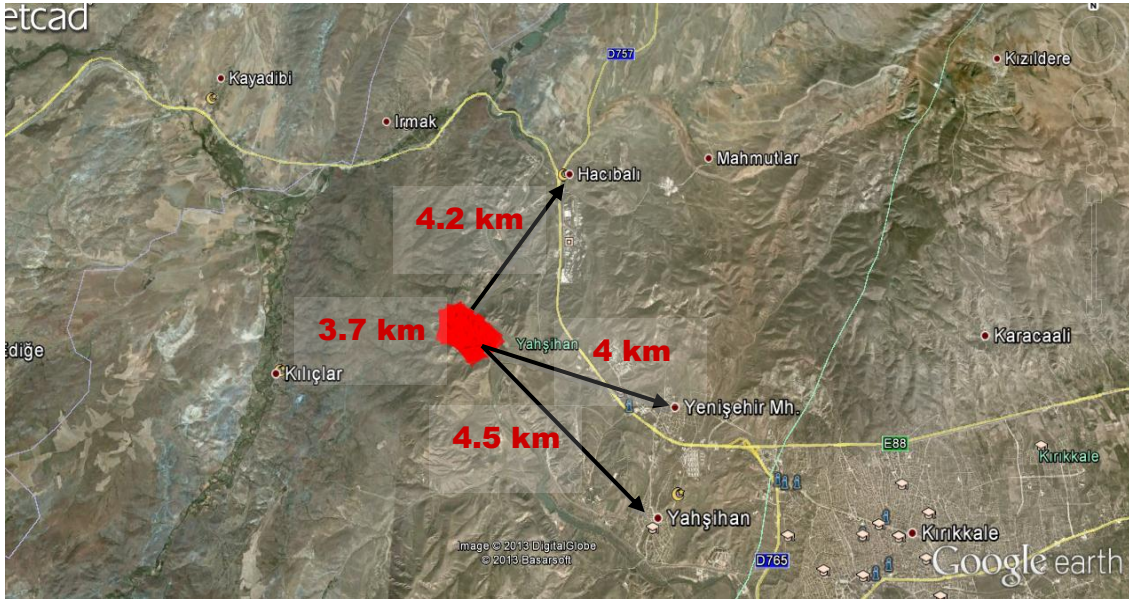 etcad
N
D757
Kızıldere
Kayadibi
Irmak
Mahmutlar
Hacıbalı
4.2 km
3.7 km
Yahşihan
4 km
Karacaali
Ediğe
Kılıçlar
Yenişehir Mh.
4.5 km
E88
Kırıkkale
Yahşihan
Kırıkkale
Image © 2013 DigitalGlobe
© 2013 Basarsoft
D765
Google earth